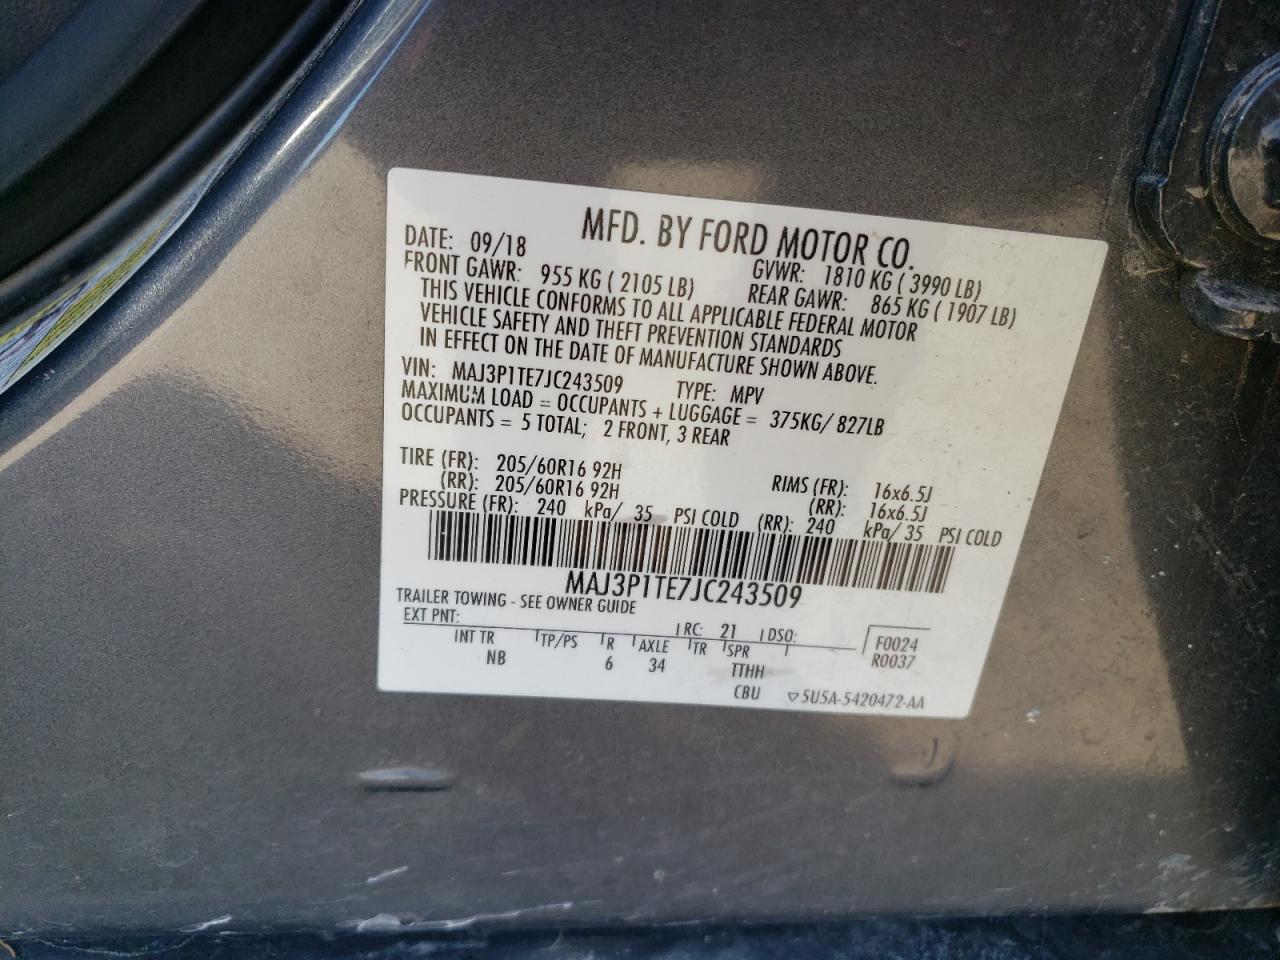 MFD. BY FORD MOTOR CO.
DATE: 09/18 GVWR: 1810 KG ( 3990 LB)
FRONT GAWR: 955 KG ( 2105 LB) REAR GAWR: 865 KG ( 1907 LB)
THIS VEHICLE CONFORMS TO ALL APPLICABLE FEDERAL MOTOR
VEHICLE SAFETY AND THEFT PREVENTION STANDARDS
IN EFFECT ON THE DATE OF MANUFACTURE SHOWN ABOVE.
VIN: MAJ3P1TE7JC243509 TYPE: MPV
MAXIMUM LOAD = OCCUPANTS + LUGGAGE = 375KG/ 827LB
OCCUPANTS = 5 TOTAL; 2 FRONT, 3 REAR
TIRE (FR): 205/60R16 92H RIMS (FR): 16x6.5J
(RR): 205/60R16 92H (RR): 16x6.5J
PRESSURE (FR): 240 kPa/ 35 PSI COLD (RR): 240 kPa/ 35 PSI COLD
MAJ3P1TE7JC243509
TRAILER TOWING - SEE OWNER GUIDE
EXT PNT: RC: 21 DSO: F0024
INT TR TP/PS R AXLE TR SPR R0037
NB 6 34 TTHH
CBU 5U5A-5420472-AA